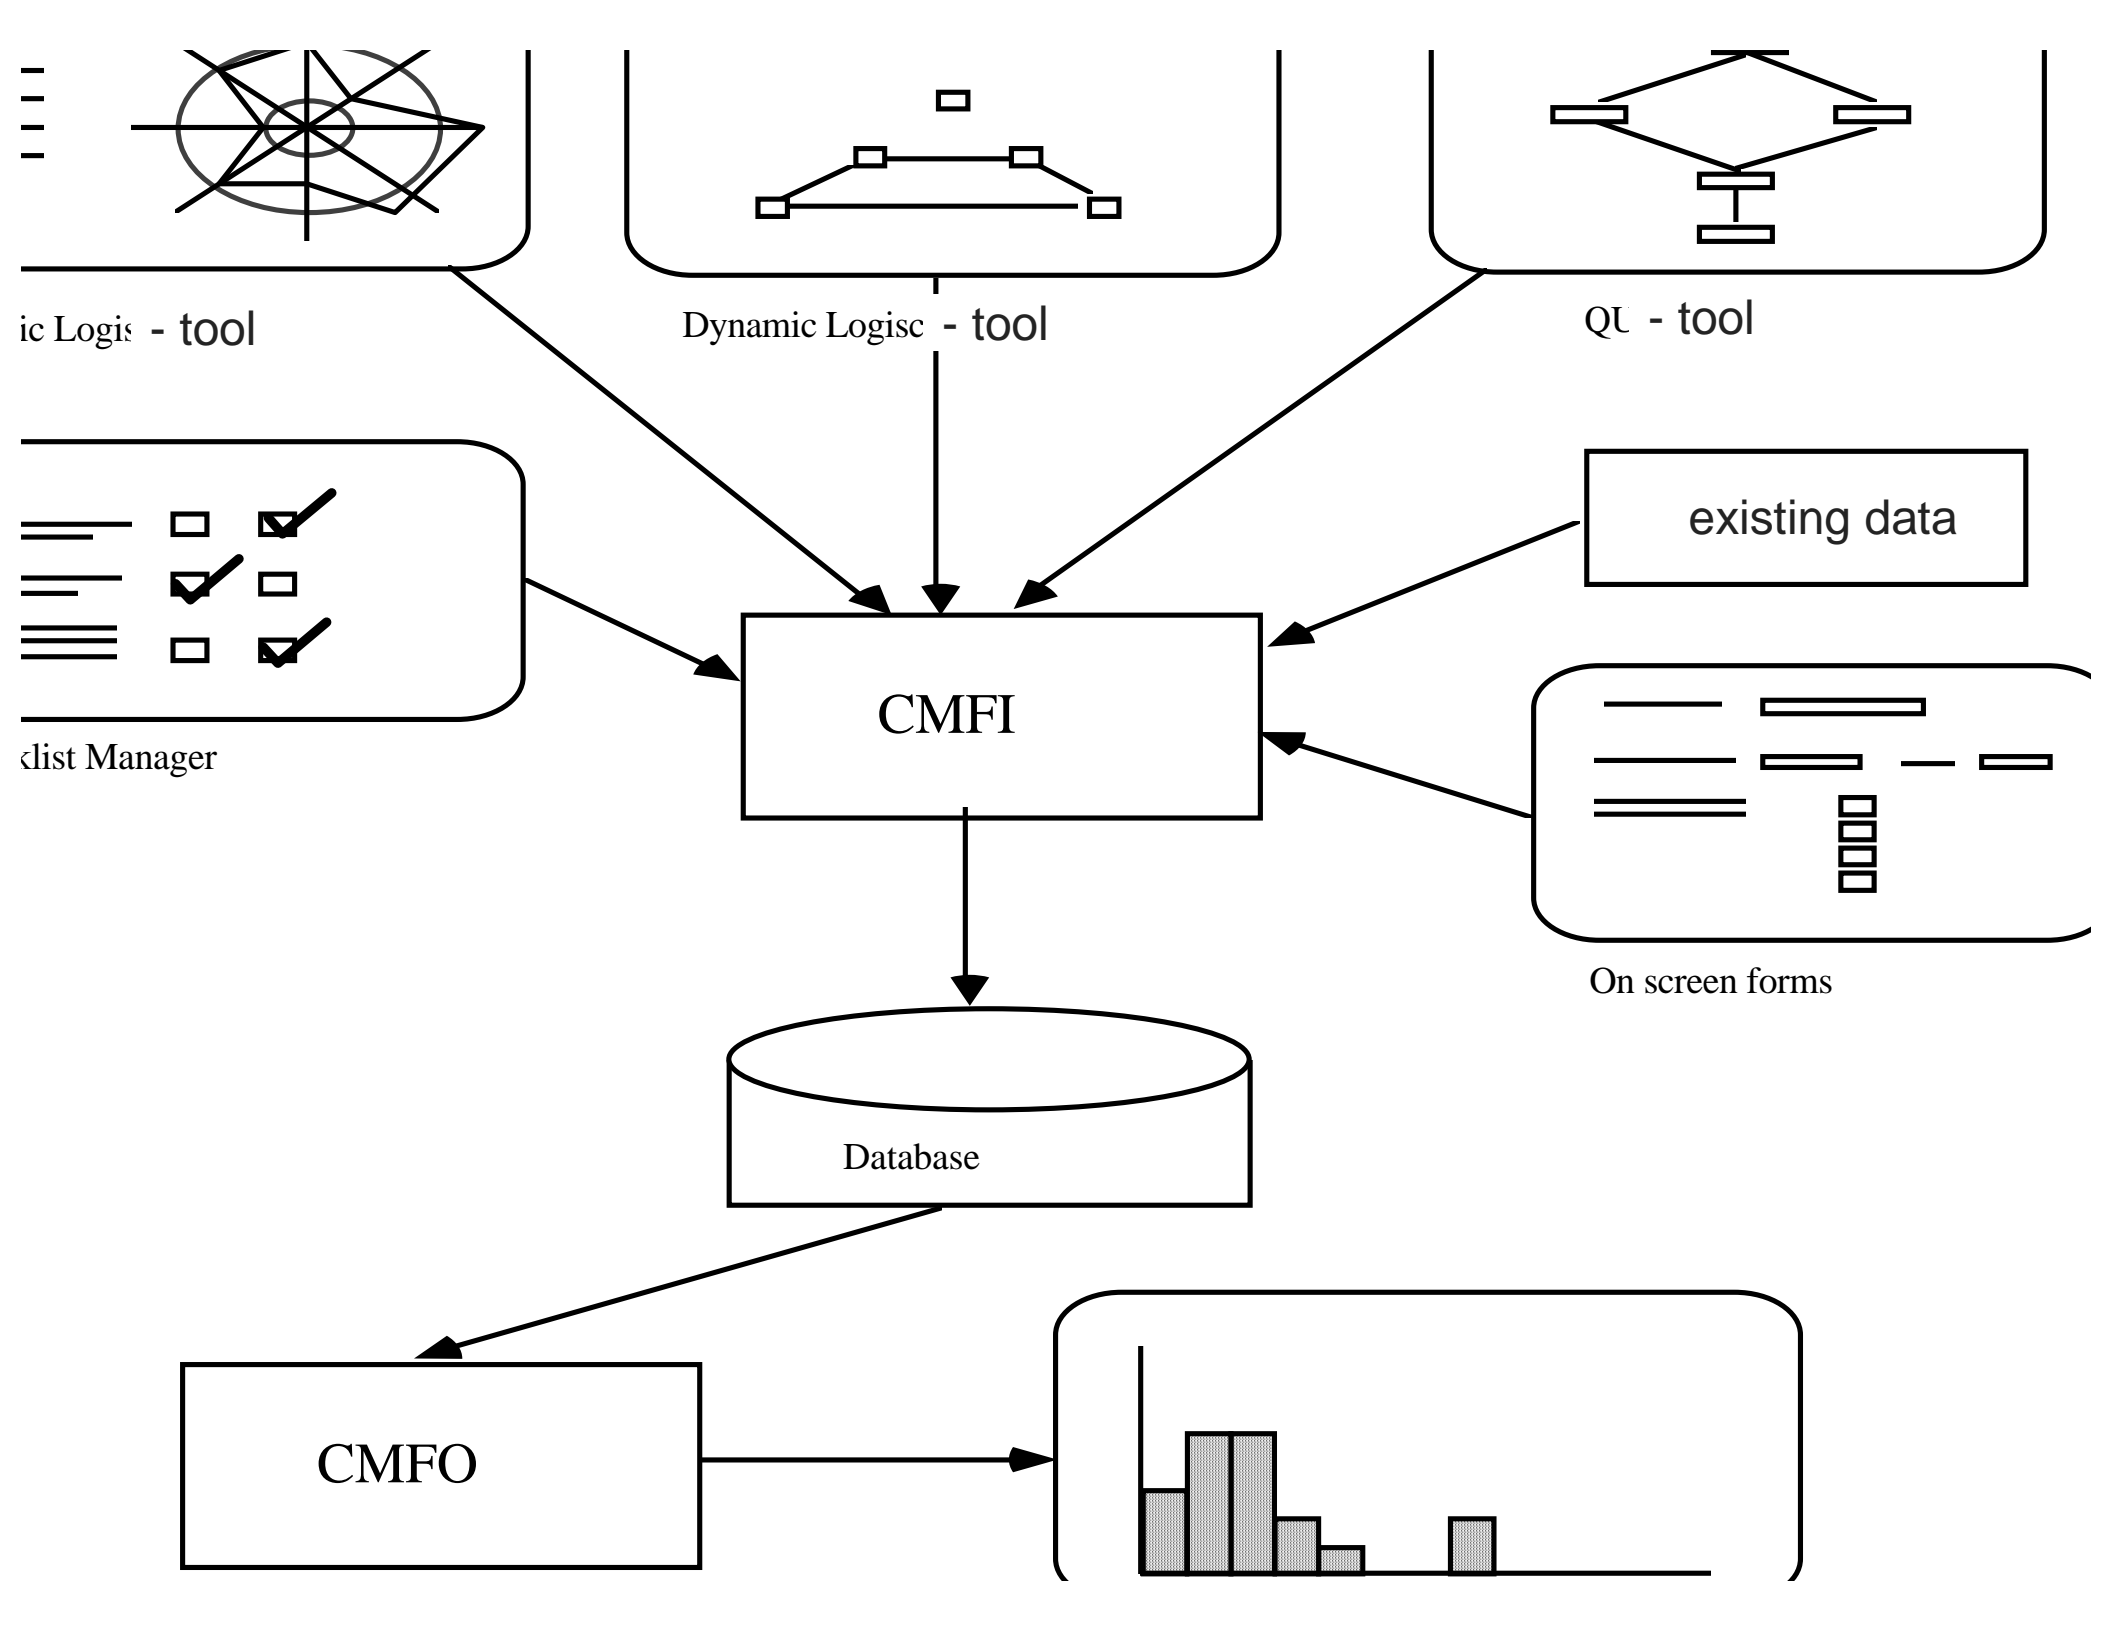 ic Logis - tool
Dynamic Logisc - tool
QU - tool
existing data
CMFI
klist Manager
On screen forms
Database
CMFO